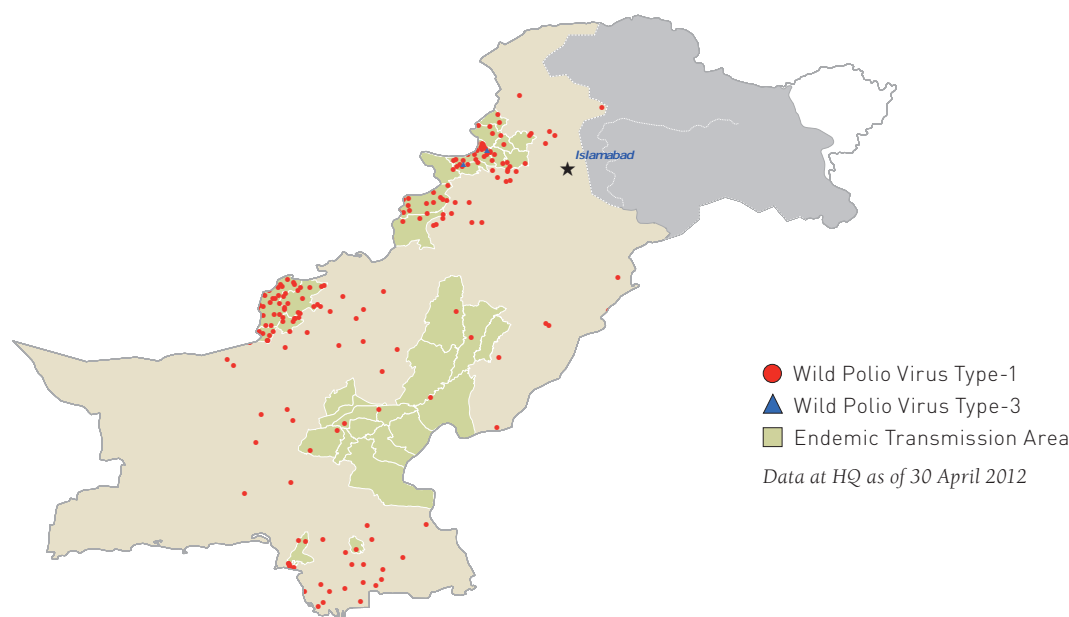 Islamabad
Wild Polio Virus Type-1
Wild Polio Virus Type-3
Endemic Transmission Area
Data at HQ as of 30 April 2012